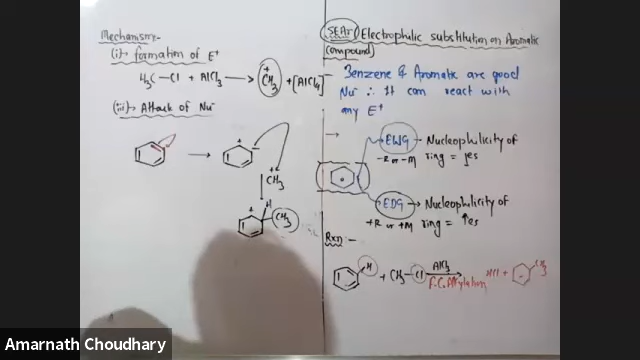 Mechanism:-
(i)→ formation of E⁺
H₃C—Cl + AlCl₃ ⟶ ⁺CH₃ + [AlCl₄]⁻
(ii)→ Attack of Nu⁻
⁺CH₃
H
CH₃
SEAr Electrophilic substitution on Aromatic
compound
Benzene & Aromatic are good
Nu⁻ ∴ It can react with
any E⁺
EWG → Nucleophilicity of
-R or -M ring = ↓es
EDG → Nucleophilicity of
+R or +M ring = ↑es
Rxn –
H + CH₃—Cl AlCl₃ HCl + CH₃
F.C. Alkylation
Amarnath Choudhary